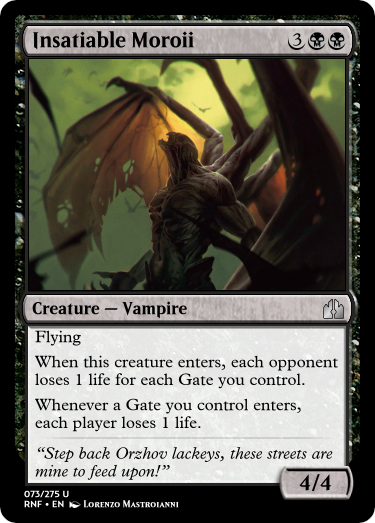 Insatiable Moroii 3
Creature — Vampire
Flying
When this creature enters, each opponent
loses 1 life for each Gate you control.
Whenever a Gate you control enters,
each player loses 1 life.
“Step back Orzhov lackeys, these streets are
mine to feed upon!”
4/4
073/275 U
RNF • EN Lorenzo Mastroianni